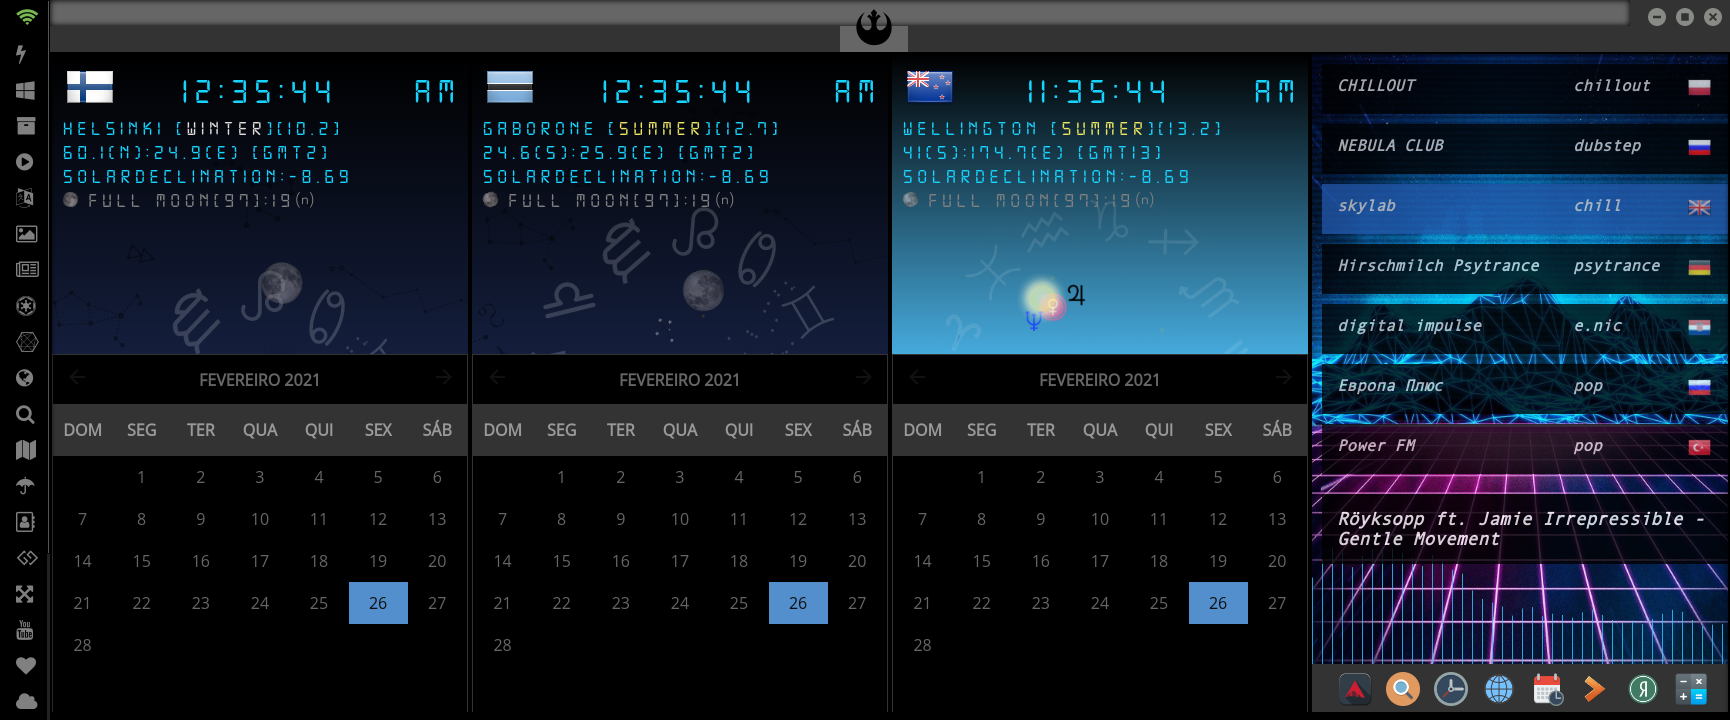 12:35:44 AM
HELSINKI [WINTER][10.2]
60.1(N):24.9(E) [GMT2]
SOLARDECLINATION:-8.69
FULL MOON[97]:19(n)
FEVEREIRO 2021
DOM SEG TER QUA QUI SEX SÁB
1 2 3 4 5 6
7 8 9 10 11 12 13
14 15 16 17 18 19 20
21 22 23 24 25 26 27
28
12:35:44 AM
GABORONE [SUMMER][12.7]
24.6(S):25.9(E) [GMT2]
SOLARDECLINATION:-8.69
FULL MOON[97]:19(n)
FEVEREIRO 2021
DOM SEG TER QUA QUI SEX SÁB
1 2 3 4 5 6
7 8 9 10 11 12 13
14 15 16 17 18 19 20
21 22 23 24 25 26 27
28
11:35:44 AM
WELLINGTON [SUMMER][13.2]
41(S):174.7(E) [GMT13]
SOLARDECLINATION:-8.69
FULL MOON[97]:19(n)
FEVEREIRO 2021
DOM SEG TER QUA QUI SEX SÁB
1 2 3 4 5 6
7 8 9 10 11 12 13
14 15 16 17 18 19 20
21 22 23 24 25 26 27
28
CHILLOUT chillout
NEBULA CLUB dubstep
skylab chill
Hirschmilch Psytrance psytrance
digital impulse e.nic
Европа Плюс pop
Power FM pop
Röyksopp ft. Jamie Irrepressible -
Gentle Movement
You
Tube
Я